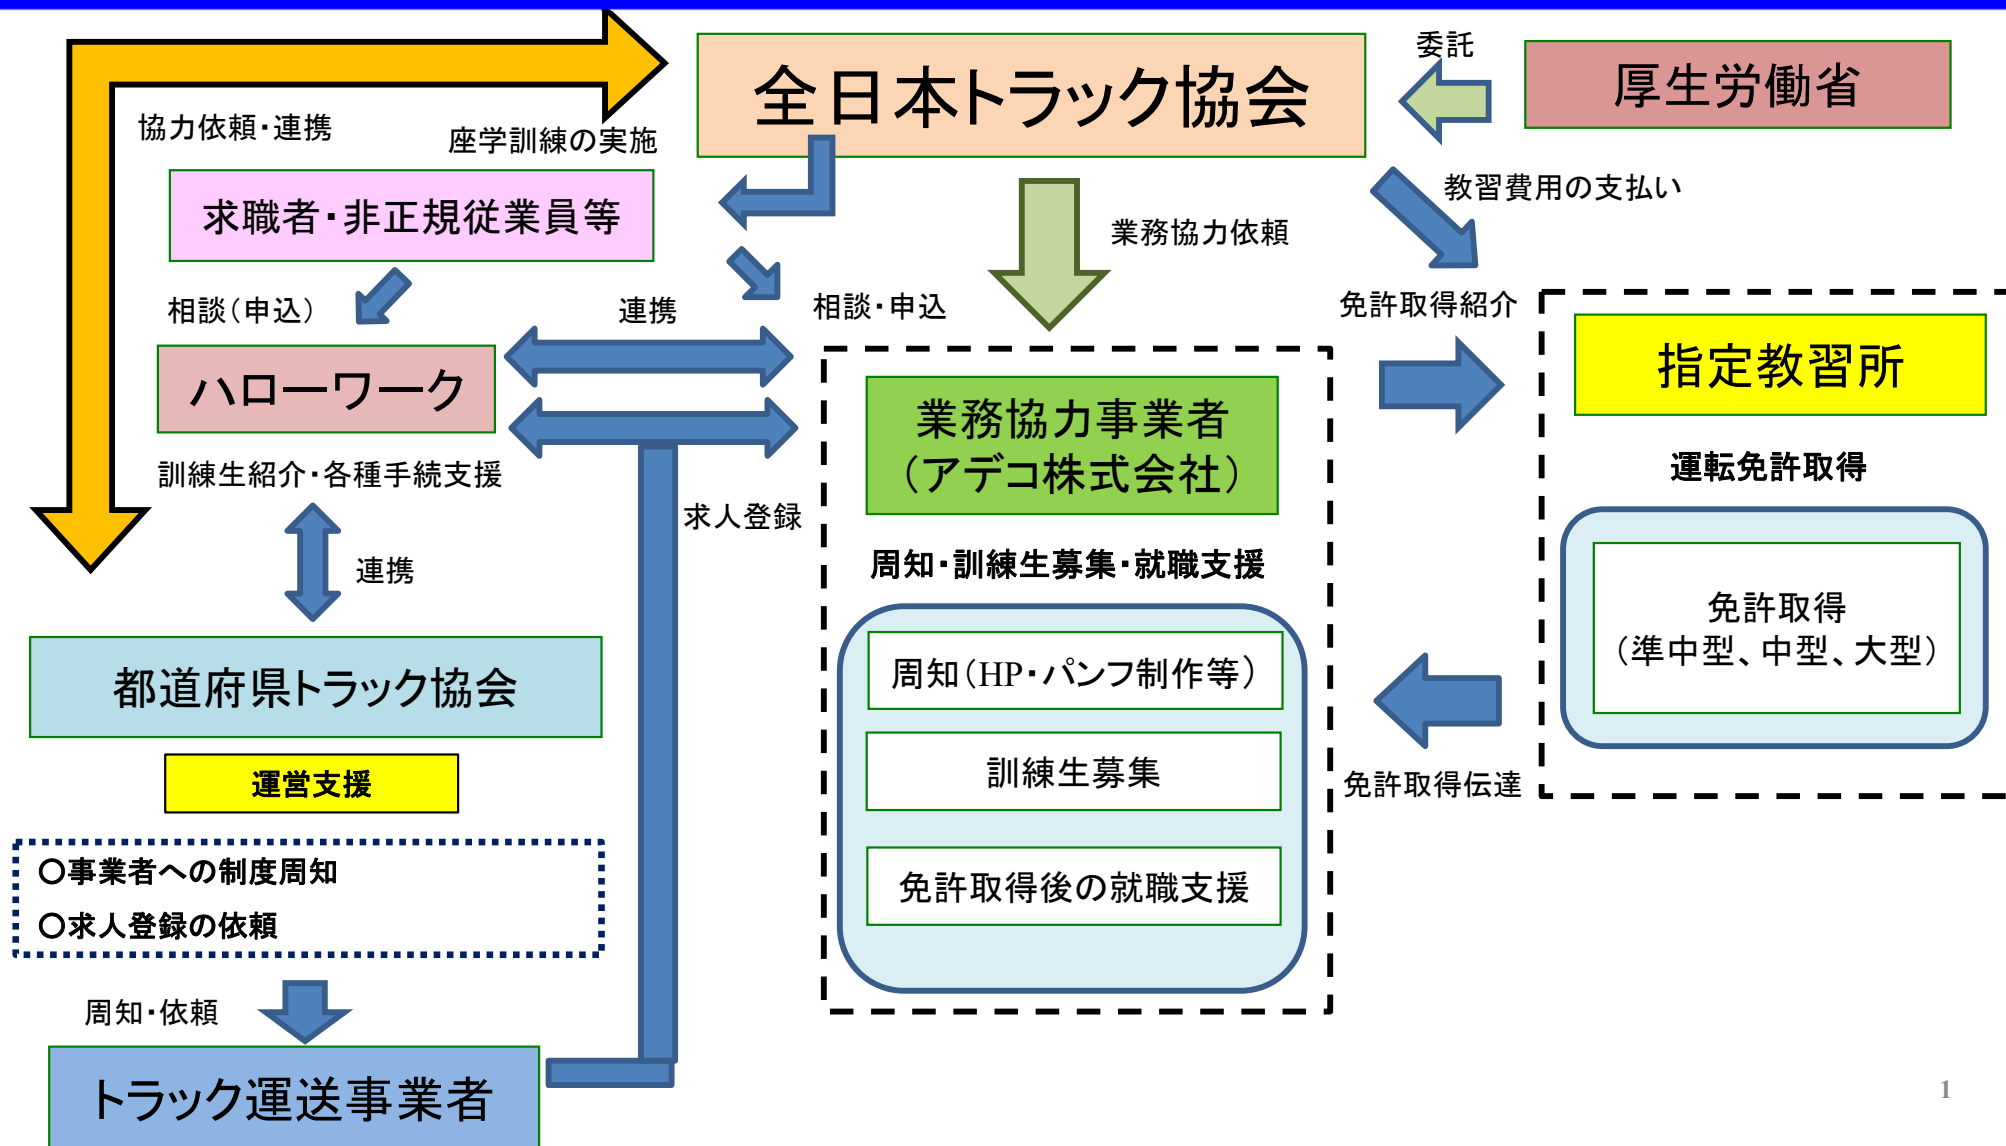 委託
全日本トラック協会
厚生労働省
協力依頼・連携
座学訓練の実施
教習費用の支払い
求職者・非正規従業員等
業務協力依頼
相談（申込）
連携
相談・申込
免許取得紹介
ハローワーク
指定教習所
業務協力事業者
（アデコ株式会社）
訓練生紹介・各種手続支援
運転免許取得
求人登録
連携
周知・訓練生募集・就職支援
免許取得
（準中型、中型、大型）
都道府県トラック協会
周知（HP・パンフ制作等）
運営支援
訓練生募集
免許取得伝達
○事業者への制度周知
○求人登録の依頼
免許取得後の就職支援
周知・依頼
トラック運送事業者
1